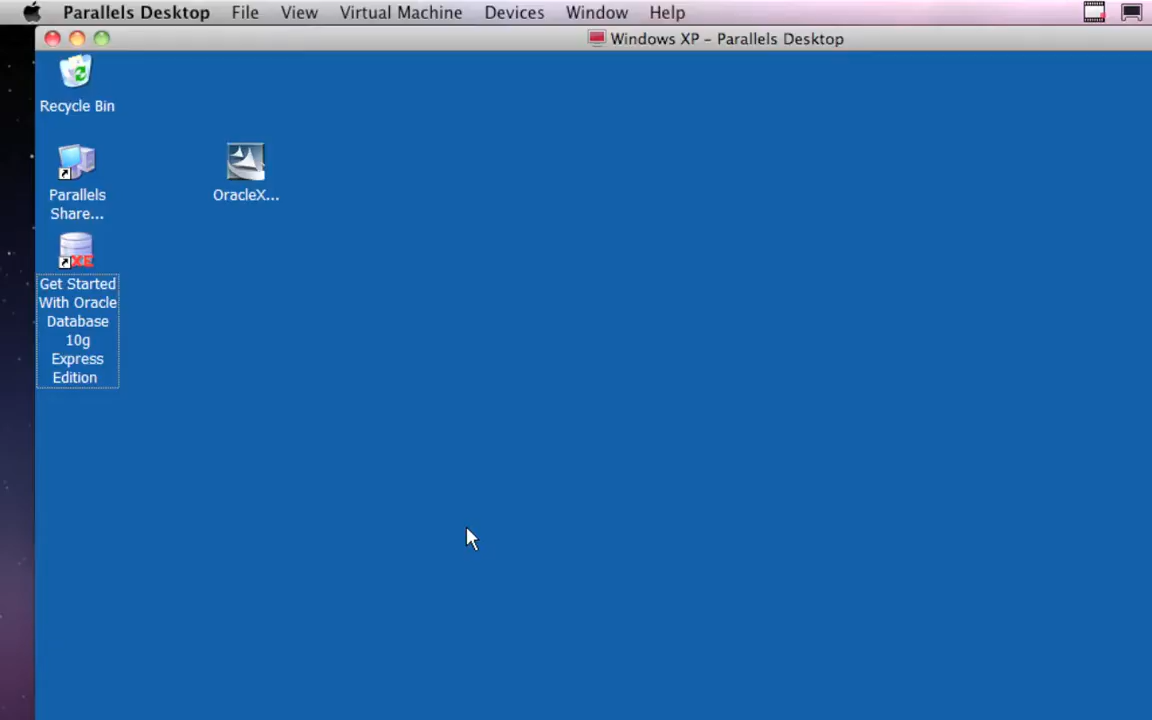 Parallels Desktop File View Virtual Machine Devices Window Help
Windows XP – Parallels Desktop
Recycle Bin
Parallels
Share...
OracleX...
XE
Get Started
With Oracle
Database
10g
Express
Edition